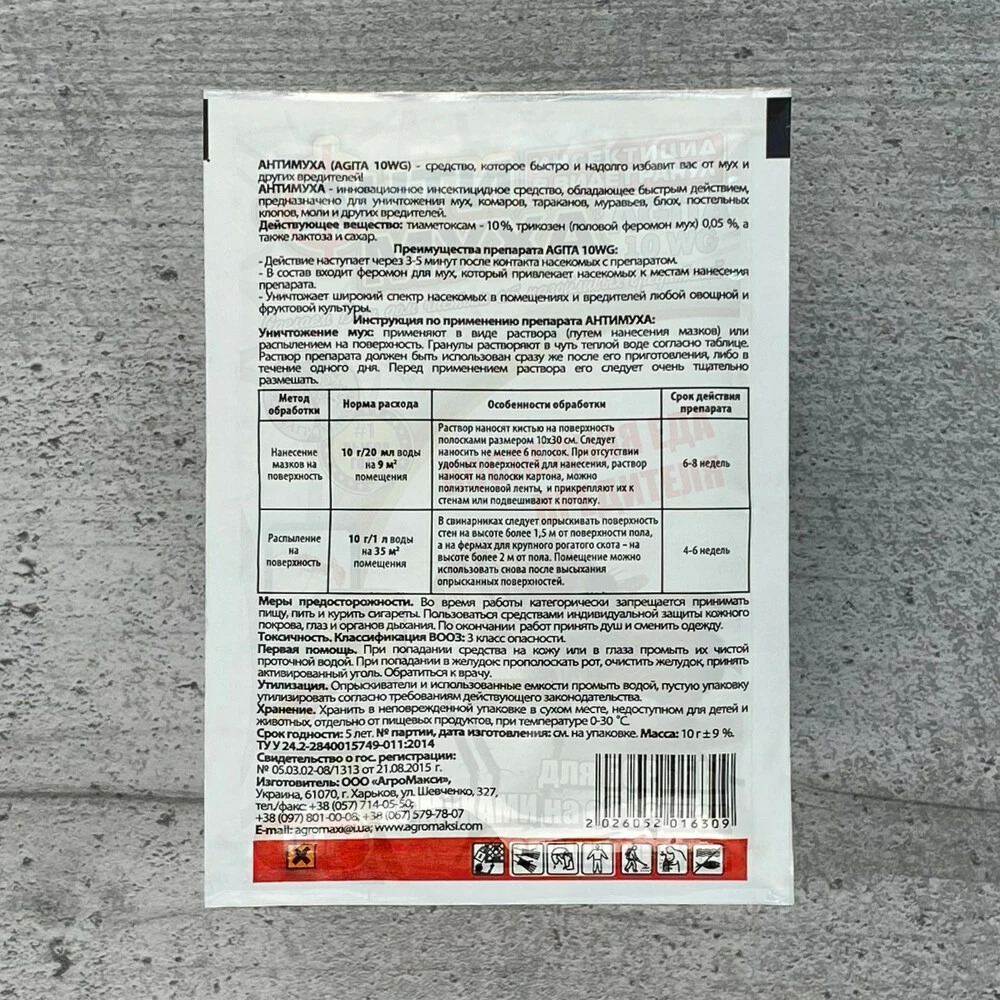 АНТИМУХА (AGITA 10WG) - средство, которое быстро и надолго избавит вас от мух и
других вредителей!
АНТИМУХА - инновационное инсектицидное средство, обладающее быстрым действием,
предназначено для уничтожения мух, комаров, тараканов, муравьев, блох, постельных
клопов, моли и других вредителей.
Действующее вещество: тиаметоксам - 10%, трикозен (половой феромон мух) 0,05 %, а
также лактоза и сахар.
Преимущества препарата AGITA 10WG:
- Действие наступает через 3-5 минут после контакта насекомых с препаратом.
- В состав входит феромон для мух, который привлекает насекомых к местам нанесения
препарата.
- Уничтожает широкий спектр насекомых в помещениях и вредителей любой овощной и
фруктовой культуры.
Инструкция по применению препарата АНТИМУХА:
Уничтожение мух: применяют в виде раствора (путем нанесения мазков) или
распылением на поверхность. Гранулы растворяют в чуть теплой воде согласно таблице.
Раствор препарата должен быть использован сразу же после его приготовления, либо в
течение одного дня. Перед применением раствора его следует очень тщательно
размешать.
Метод
обработки
Норма расхода
Особенности обработки
Срок действия
препарата
Нанесение
мазков на
поверхность
10 г/20 мл воды
на 9 м²
помещения
Раствор наносят кистью на поверхность
полосками размером 10х30 см. Следует
наносить не менее 6 полосок. При отсутствии
удобных поверхностей для нанесения, раствор
наносят на полоски картона, можно
полиэтиленовой ленты, и прикрепляют их к
стенам или подвешивают к потолку.
6-8 недель
Распыление
на
поверхность
10 г/1 л воды
на 35 м²
помещения
В свинарниках следует опрыскивать поверхность
стен на высоте более 1,5 м от поверхности пола,
а на фермах для крупного рогатого скота – на
высоте более 2 м от пола. Помещение можно
использовать снова после высыхания
опрысканных поверхностей.
4-6 недель
Меры предосторожности. Во время работы категорически запрещается принимать
пищу, пить и курить сигареты. Пользоваться средствами индивидуальной защиты кожного
покрова, глаз и органов дыхания. По окончании работ принять душ и сменить одежду.
Токсичность. Классификация ВООЗ: 3 класс опасности.
Первая помощь. При попадании средства на кожу или в глаза промыть их чистой
проточной водой. При попадании в желудок: прополоскать рот, очистить желудок, принять
активированный уголь. Обратиться к врачу.
Утилизация. Опрыскиватели и использованные емкости промыть водой, пустую упаковку
утилизировать согласно требованиям действующего законодательства.
Хранение. Хранить в неповрежденной упаковке в сухом месте, недоступном для детей и
животных, отдельно от пищевых продуктов, при температуре 0-30 °С.
Срок годности: 5 лет. № партии, дата изготовления: см. на упаковке. Масса: 10 г ± 9 %.
ТУ У 24.2-2840015749-011:2014
Свидетельство о гос. регистрации:
№ 05.03.02-08/1313 от 21.08.2015 г.
Изготовитель: ООО «АгроМакси»,
Украина, 61070, г. Харьков, ул. Шевченко, 327,
тел./факс: +38 (057) 714-05-50;
+38 (097) 801-00-08; +38 (067) 579-78-07
E-mail: agromaxi@i.ua; www.agromaksi.com
2 026052 016309